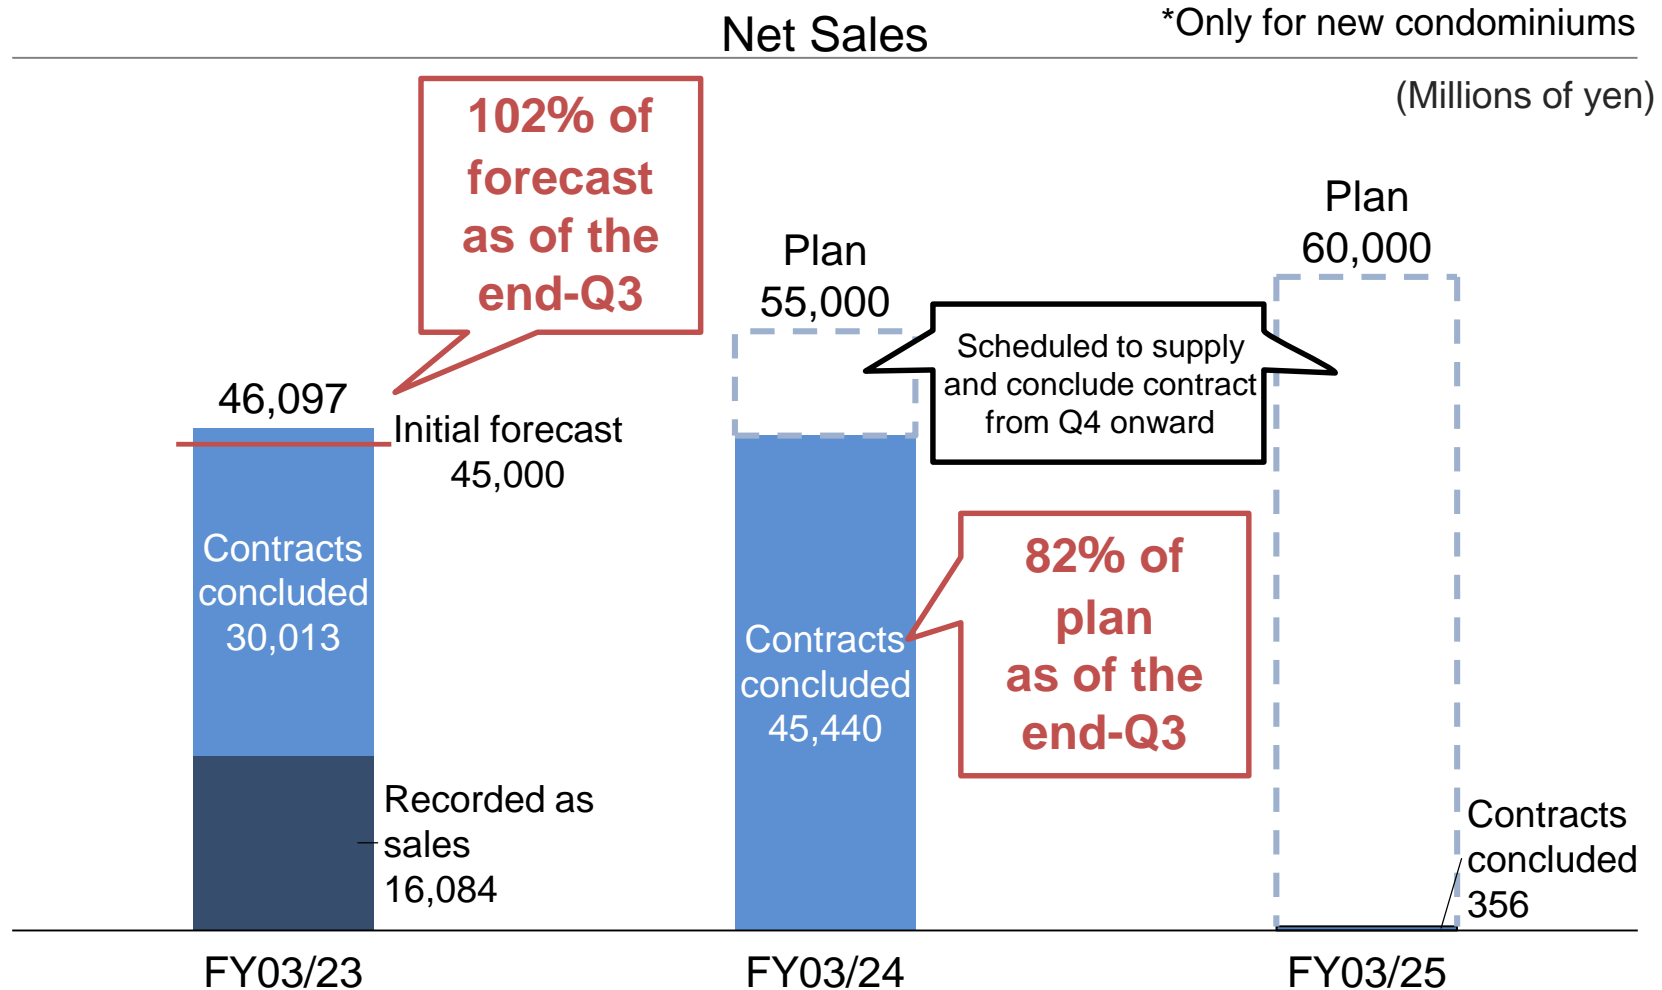 Net Sales
*Only for new condominiums
(Millions of yen)
102% of
forecast
as of the
end-Q3
46,097
Initial forecast
45,000
Contracts
concluded
30,013
Recorded as
sales
16,084
FY03/23
Plan
55,000
Scheduled to supply
and conclude contract
from Q4 onward
Contracts
concluded
45,440
82% of
plan
as of the
end-Q3
FY03/24
Plan
60,000
Contracts
concluded
356
FY03/25